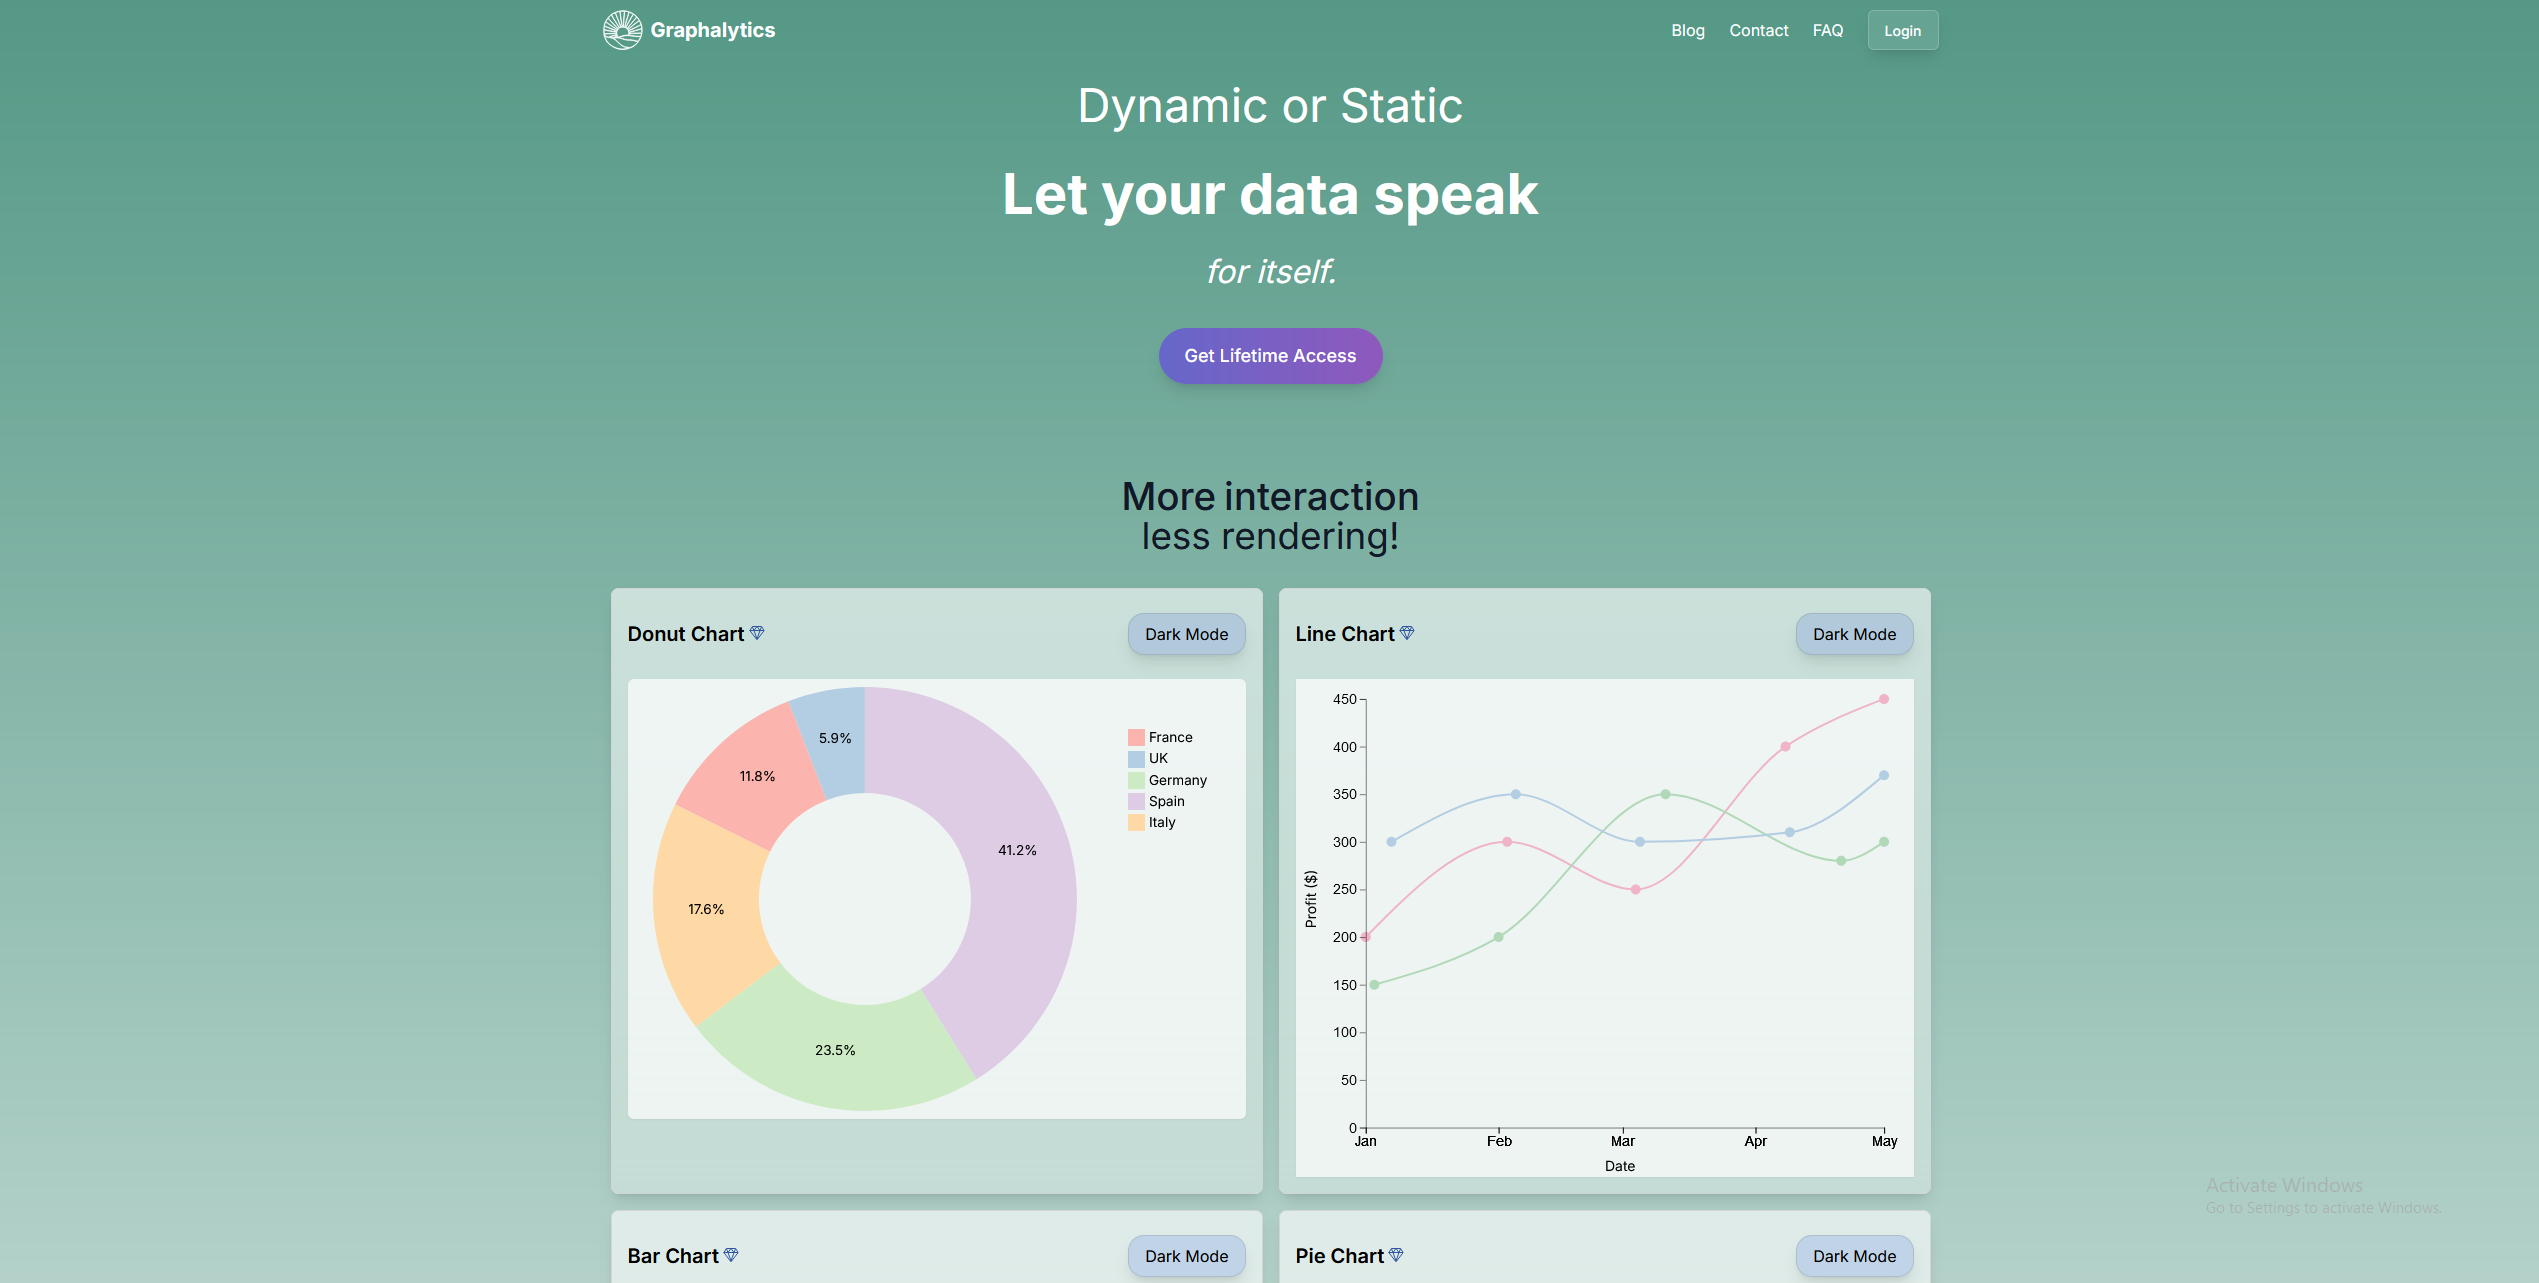 Graphalytics
Blog
Contact
FAQ
Login
Dynamic or Static
Let your data speak
for itself.
Get Lifetime Access
More interaction
less rendering!
Donut Chart
Dark Mode
5.9%
11.8%
41.2%
17.6%
23.5%
France
UK
Germany
Spain
Italy
Line Chart
Dark Mode
450
400
350
300
250
200
150
100
50
0
Profit ($)
Jan
Feb
Mar
Apr
May
Date
Activate Windows
Go to Settings to activate Windows.
Bar Chart
Dark Mode
Pie Chart
Dark Mode